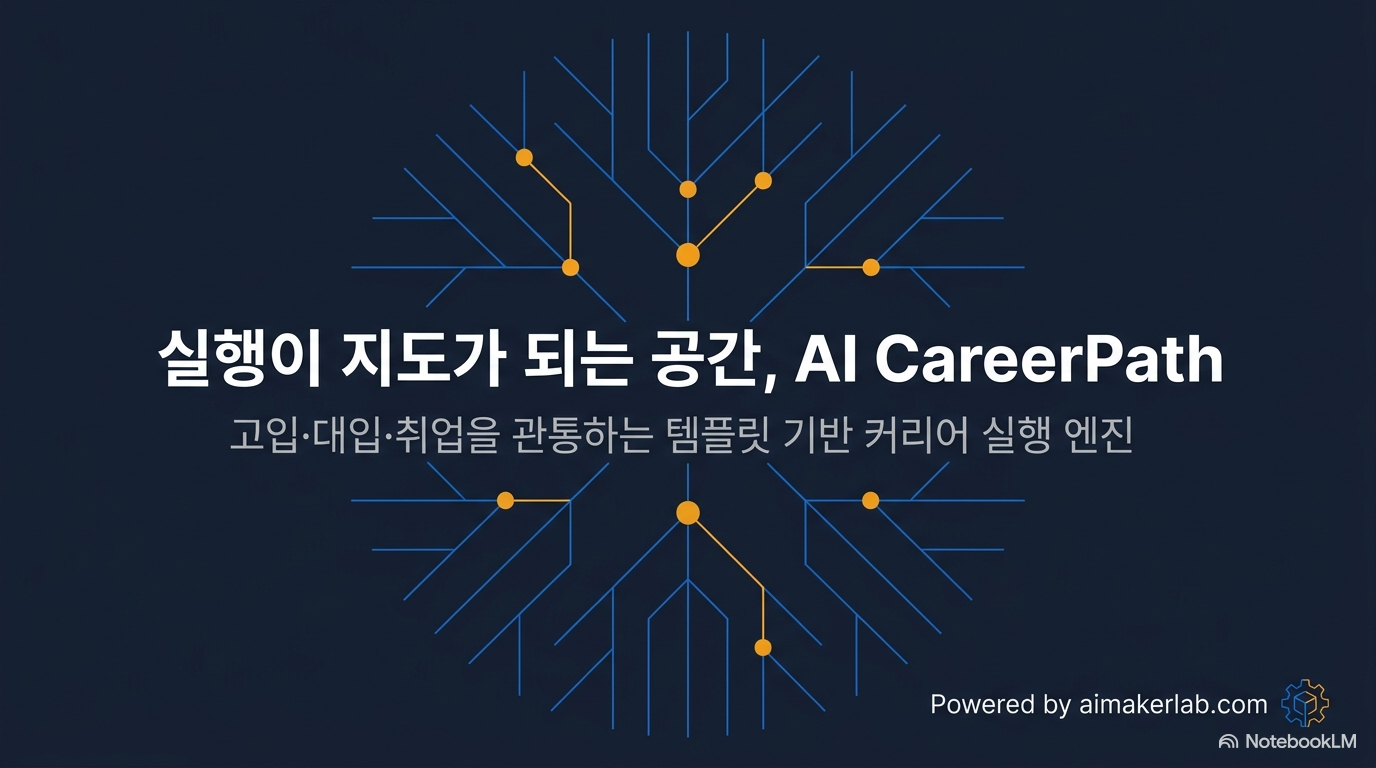 실행이 지도가 되는 공간, AI CareerPath
고입·대입·취업을 관통하는 템플릿 기반 커리어 실행 엔진
Powered by aimakerlab.com
NotebookLM